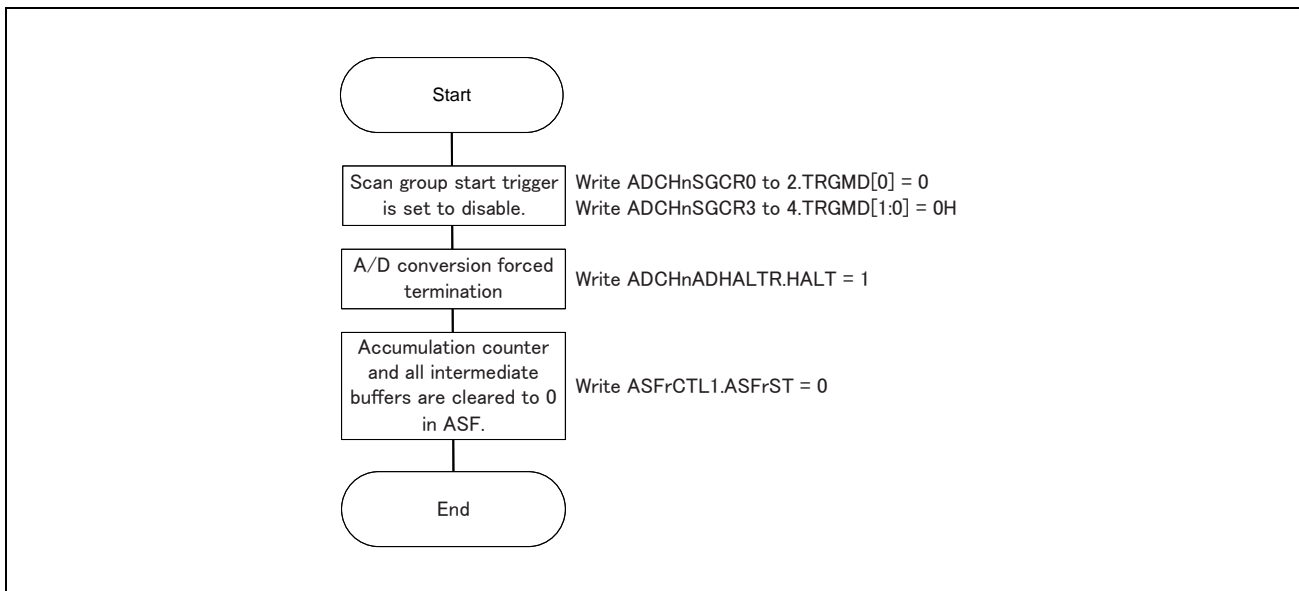 Start
Scan group start trigger
is set to disable.
Write ADCHnSGCR0 to 2.TRGMD[0] = 0
Write ADCHnSGCR3 to 4.TRGMD[1:0] = 0H
A/D conversion forced
termination
Write ADCHnADHALTR.HALT = 1
Accumulation counter
and all intermediate
buffers are cleared to 0
in ASF.
Write ASFrCTL1.ASFrST = 0
End